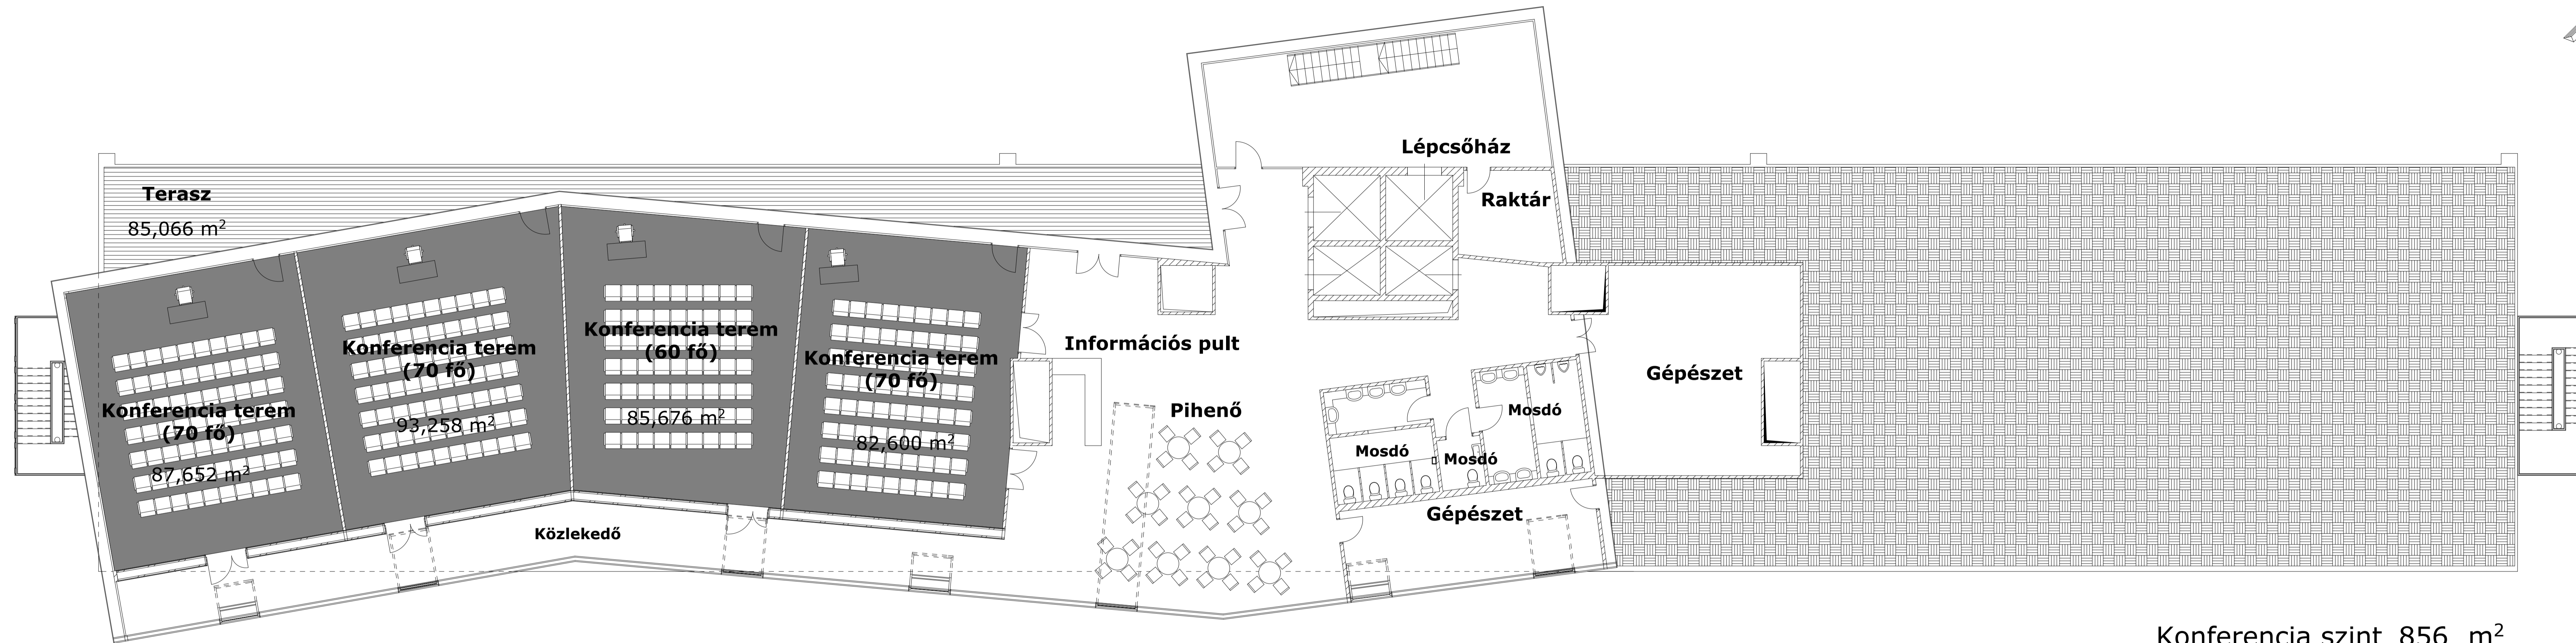 Lépcsőház
Terasz
85,066 m²
Raktár
Konferencia terem
(70 fő)
87,652 m²
Konferencia terem
(70 fő)
93,258 m²
Konferencia terem
(60 fő)
85,676 m²
Konferencia terem
(70 fő)
82,600 m²
Információs pult
Pihenő
Mosdó
Mosdó
Mosdó
Gépészet
Gépészet
Közlekedő
Konferencia szint 856 m²